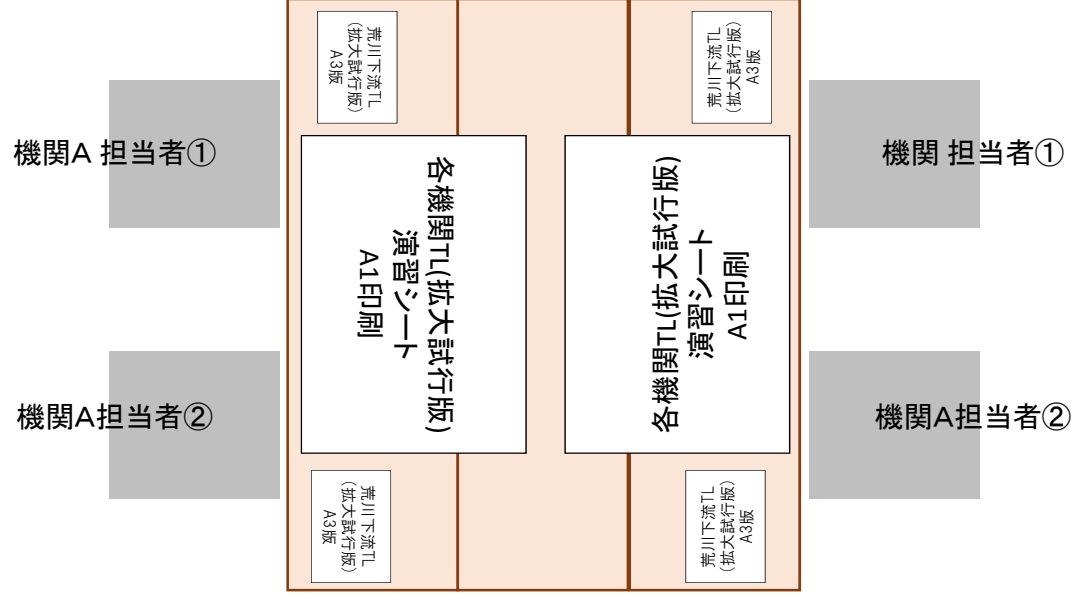 荒川下流TL
(拡大試行版)
A3版
荒川下流TL
(拡大試行版)
A3版
機関A 担当者①
機関 担当者①
各機関TL(拡大試行版)
演習シート
A1印刷
各機関TL(拡大試行版)
演習シート
A1印刷
機関A担当者②
機関A担当者②
荒川下流TL
(拡大試行版)
A3版
荒川下流TL
(拡大試行版)
A3版